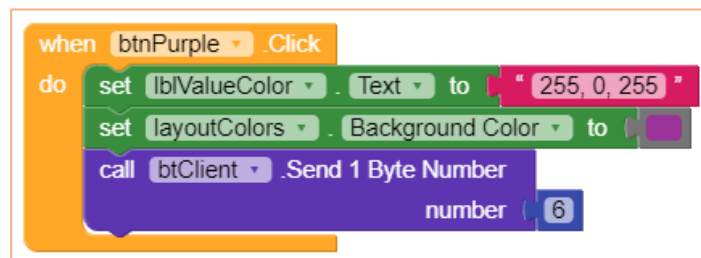 when btnPurple .Click
do set lblValueColor . Text to " 255, 0, 255 "
set layoutColors . Background Color to
call btClient .Send 1 Byte Number
number 6